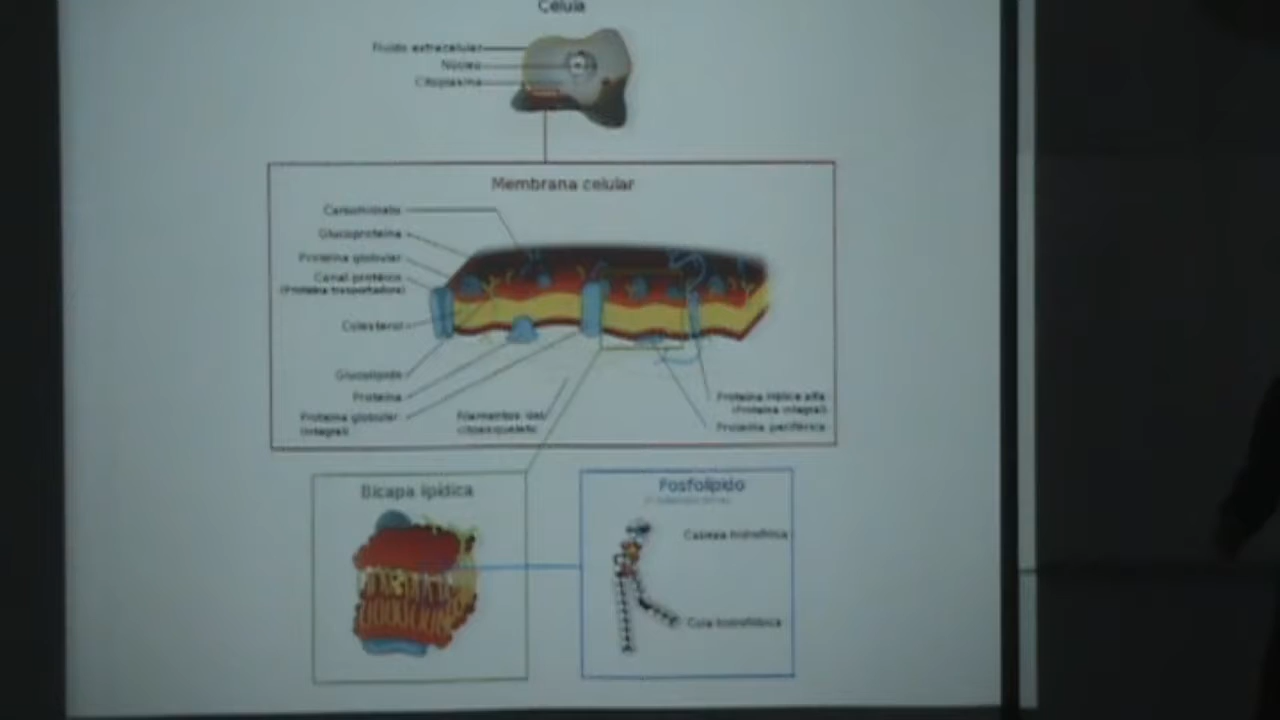 Célula
Fluido extracelular
Núcleo
Citoplasma
Membrana celular
Carbohidrato
Glucoproteína
Proteína globular
Canal protéico
(Proteína trasportadora)
Colesterol
Glucolípido
Proteína
Proteína globular
(integral)
Filamentos del
citoesqueleto
Proteína Hélice alfa
(Proteína integral)
Proteína periférica
Bicapa lipídica
Fosfolípido
Cabeza hidrofílica
Cola hidrofóbica